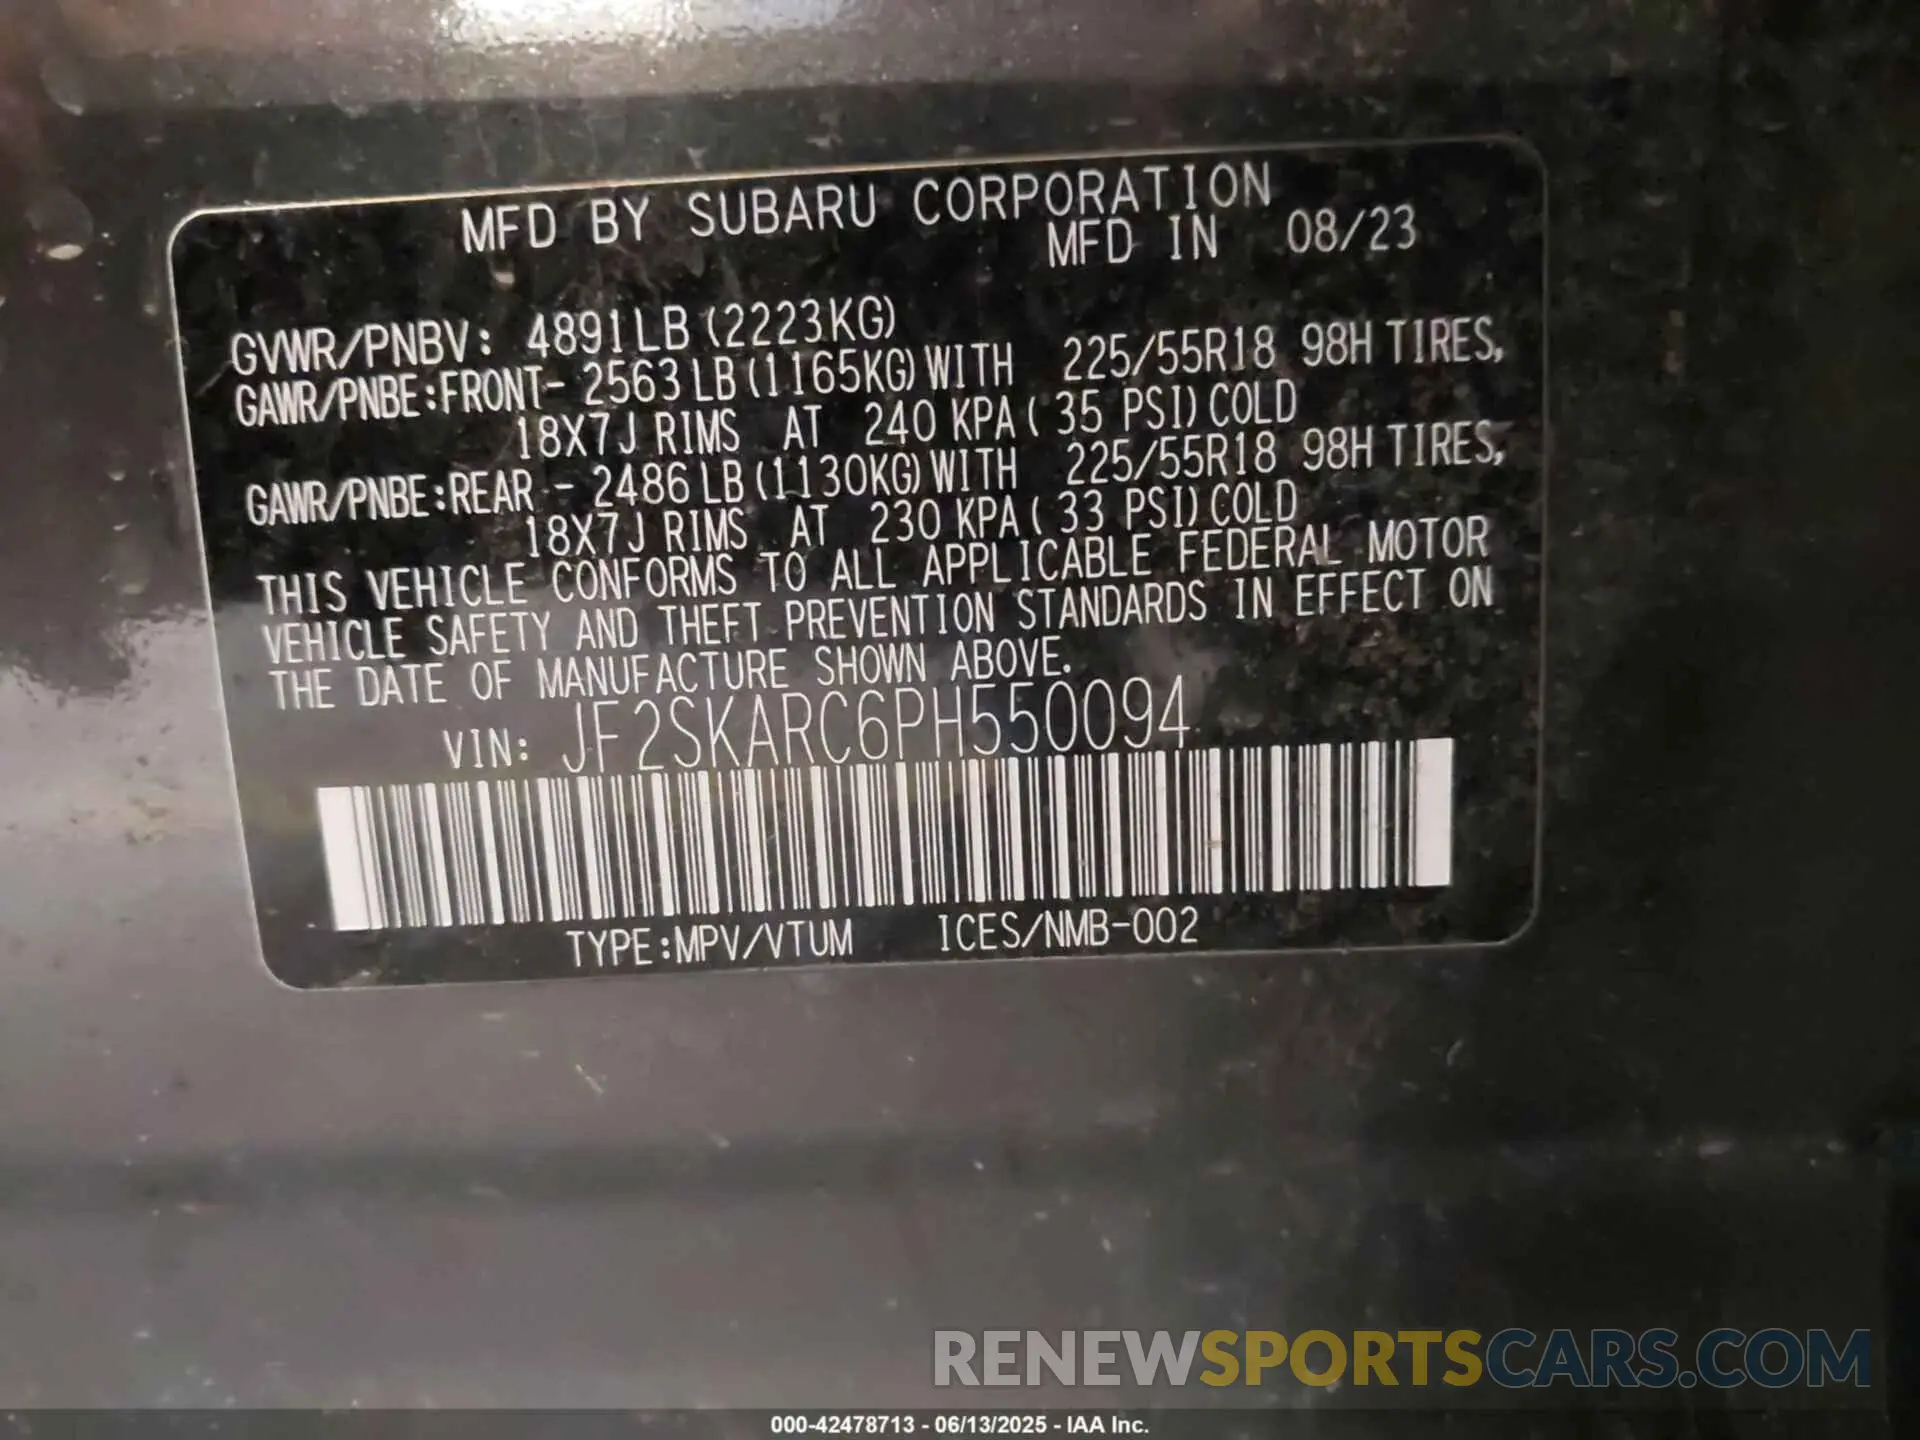 MFD BY SUBARU CORPORATION
MFD IN 08/23
GVWR/PNBV: 4891LB (2223KG)
GAWR/PNBE:FRONT- 2563LB (1165KG) WITH 225/55R18 98H TIRES,
18X7J RIMS AT 240 KPA ( 35 PSI) COLD
GAWR/PNBE:REAR - 2486LB (1130KG) WITH 225/55R18 98H TIRES,
18X7J RIMS AT 230 KPA ( 33 PSI) COLD
THIS VEHICLE CONFORMS TO ALL APPLICABLE FEDERAL MOTOR
VEHICLE SAFETY AND THEFT PREVENTION STANDARDS IN EFFECT ON
THE DATE OF MANUFACTURE SHOWN ABOVE.
VIN: JF2SKARC6PH550094
TYPE:MPV/VTUM ICES/NMB-002
RENEWSPORTSCARS.COM
000-42478713 - 06/13/2025 - IAA Inc.